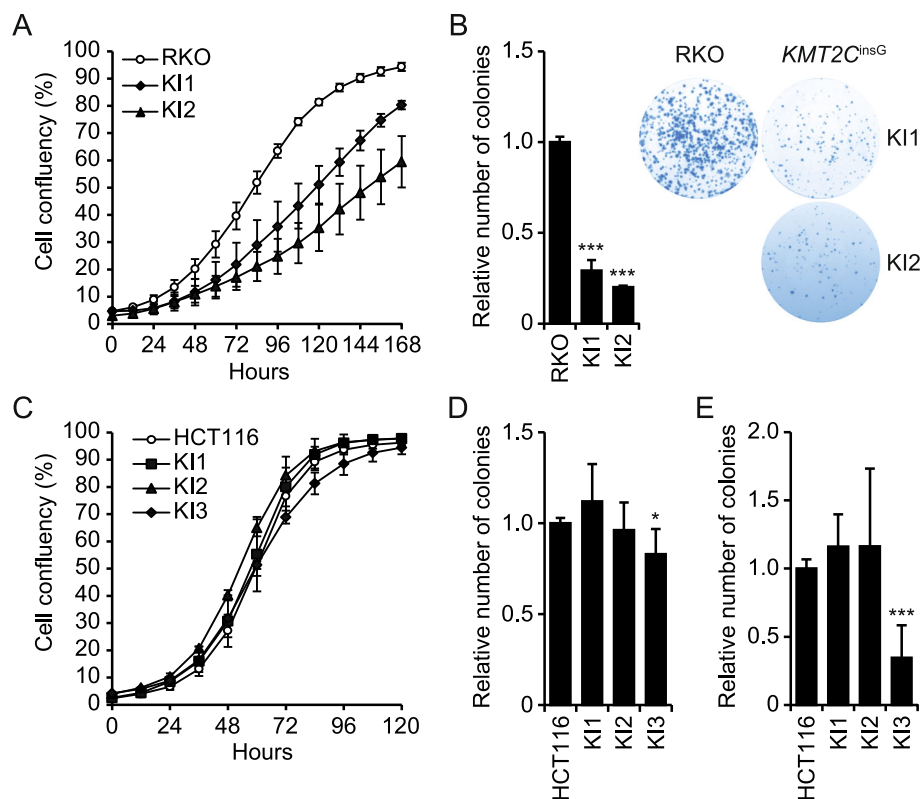 A
RKO
KI1
KI2
Cell confluency (%)
100
90
80
70
60
50
40
30
20
10
0
0 24 48 72 96 120 144 168
Hours
B
Relative number of colonies
1.5
1.0
0.5
0
***
***
RKO
KI1
KI2
RKO
KMT2C insG
KI1
KI2
C
HCT116
KI1
KI2
KI3
Cell confluency (%)
100
90
80
70
60
50
40
30
20
10
0
0 24 48 72 96 120
Hours
D
Relative number of colonies
1.5
1.0
0.5
0
*
HCT116
KI1
KI2
KI3
E
Relative number of colonies
2.0
1.5
1.0
0.5
0
***
HCT116
KI1
KI2
KI3